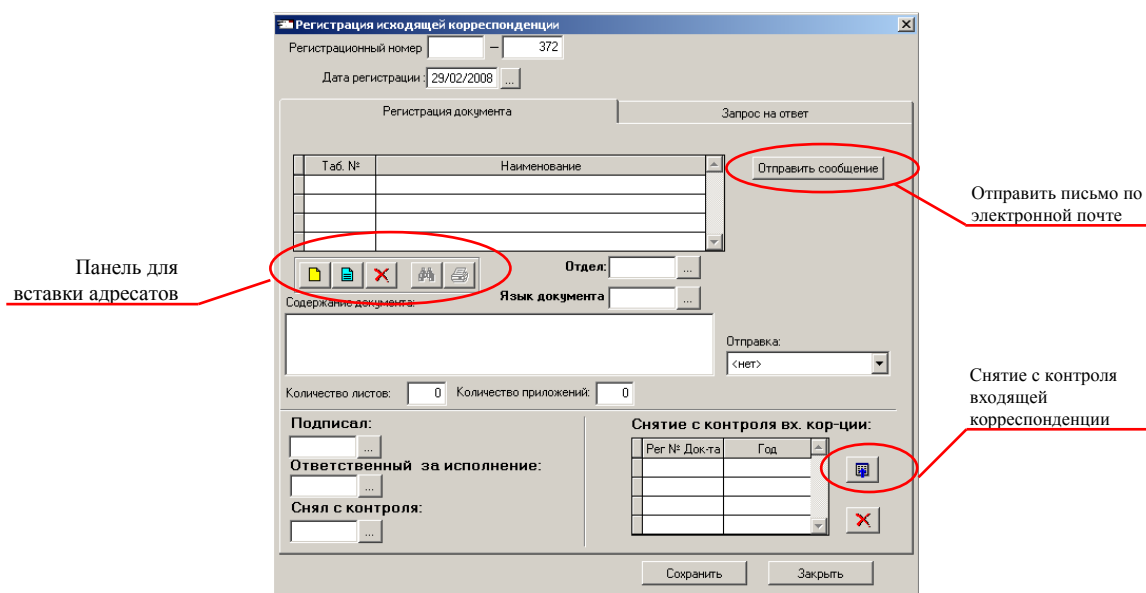 Регистрация исходящей корреспонденции
Регистрационный номер – 372
Дата регистрации : 29/02/2008 ...
Регистрация документа
Запрос на ответ
Таб. № Наименование
Отправить сообщение
Отправить письмо по
электронной почте
Панель для
вставки адресатов
Отдел: ...
Язык документа ...
Содержание документа:
Отправка:
<нет>
Количество листов: 0 Количество приложений: 0
Снятие с контроля
входящей
корреспонденции
Подписал:
...
Ответственный за исполнение:
...
Снял с контроля:
...
Снятие с контроля вх. кор-ции:
Рег № Док-та Год
Сохранить
Закрыть